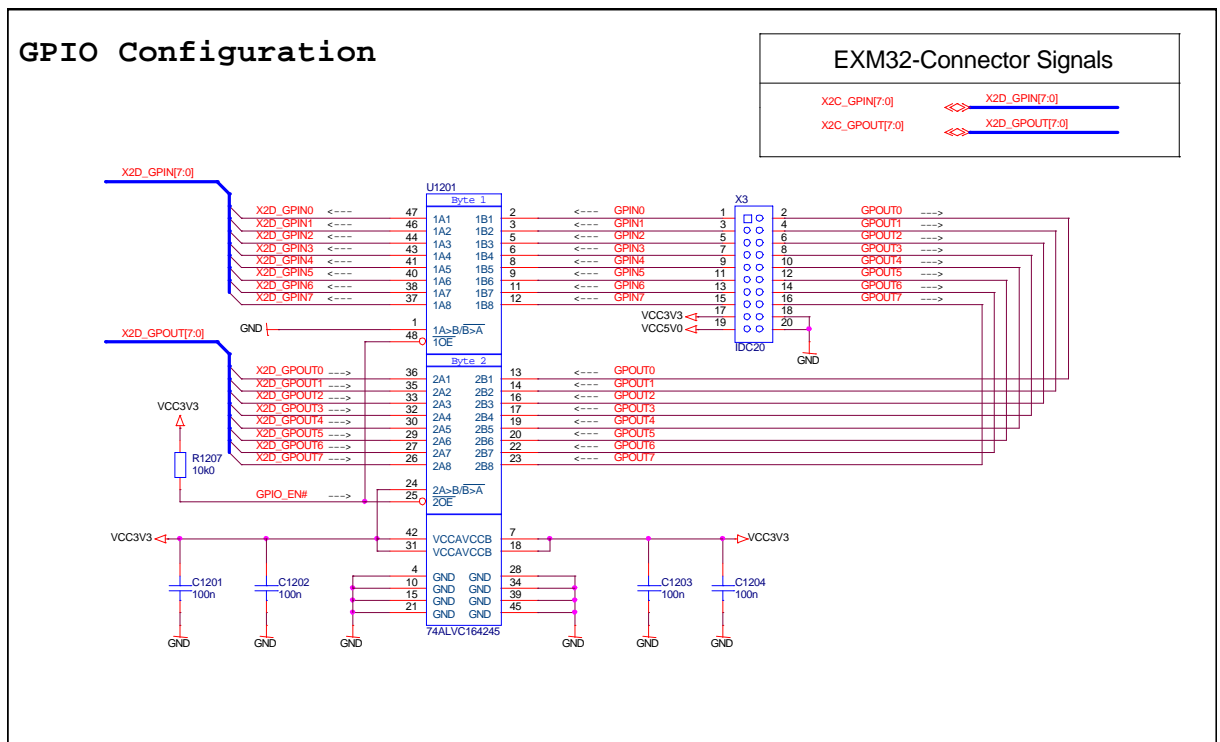 GPIO Configuration
EXM32-Connector Signals
X2C_GPIN[7:0] X2D_GPIN[7:0]
X2C_GPOUT[7:0] X2D_GPOUT[7:0]
X2D_GPIN[7:0]
U1201
Byte 1
X3
X2D_GPIN0 <--- 47 1A1 1B1 2 <--- GPIN0 1 2 GPOUT0 --->
X2D_GPIN1 <--- 46 1A2 1B2 3 <--- GPIN1 3 4 GPOUT1 --->
X2D_GPIN2 <--- 44 1A3 1B3 5 <--- GPIN2 5 6 GPOUT2 --->
X2D_GPIN3 <--- 43 1A4 1B4 6 <--- GPIN3 7 8 GPOUT3 --->
X2D_GPIN4 <--- 41 1A5 1B5 8 <--- GPIN4 9 10 GPOUT4 --->
X2D_GPIN5 <--- 40 1A6 1B6 9 <--- GPIN5 11 12 GPOUT5 --->
X2D_GPIN6 <--- 38 1A7 1B7 11 <--- GPIN6 13 14 GPOUT6 --->
X2D_GPIN7 <--- 37 1A8 1B8 12 <--- GPIN7 15 16 GPOUT7 --->
VCC3V3 17 18
VCC5V0 19 20
IDC20
GND
GND 1 1A>B/B>A
48 1OE
X2D_GPOUT[7:0]
Byte 2
X2D_GPOUT0 ---> 36 2A1 2B1 13 <--- GPOUT0
X2D_GPOUT1 ---> 35 2A2 2B2 14 <--- GPOUT1
X2D_GPOUT2 ---> 33 2A3 2B3 16 <--- GPOUT2
X2D_GPOUT3 ---> 32 2A4 2B4 17 <--- GPOUT3
X2D_GPOUT4 ---> 30 2A5 2B5 19 <--- GPOUT4
X2D_GPOUT5 ---> 29 2A6 2B6 20 <--- GPOUT5
X2D_GPOUT6 ---> 27 2A7 2B7 22 <--- GPOUT6
X2D_GPOUT7 ---> 26 2A8 2B8 23 <--- GPOUT7
VCC3V3
R1207
10k0
24 2A>B/B>A
GPIO_EN# ---> 25 2OE
VCC3V3 42 VCCAVCCB 7 VCC3V3
31 VCCAVCCB 18
4 GND GND 28
10 GND GND 34
15 GND GND 39
21 GND GND 45
C1201
100n
C1202
100n
C1203
100n
C1204
100n
74ALVC164245
GND GND GND GND GND GND